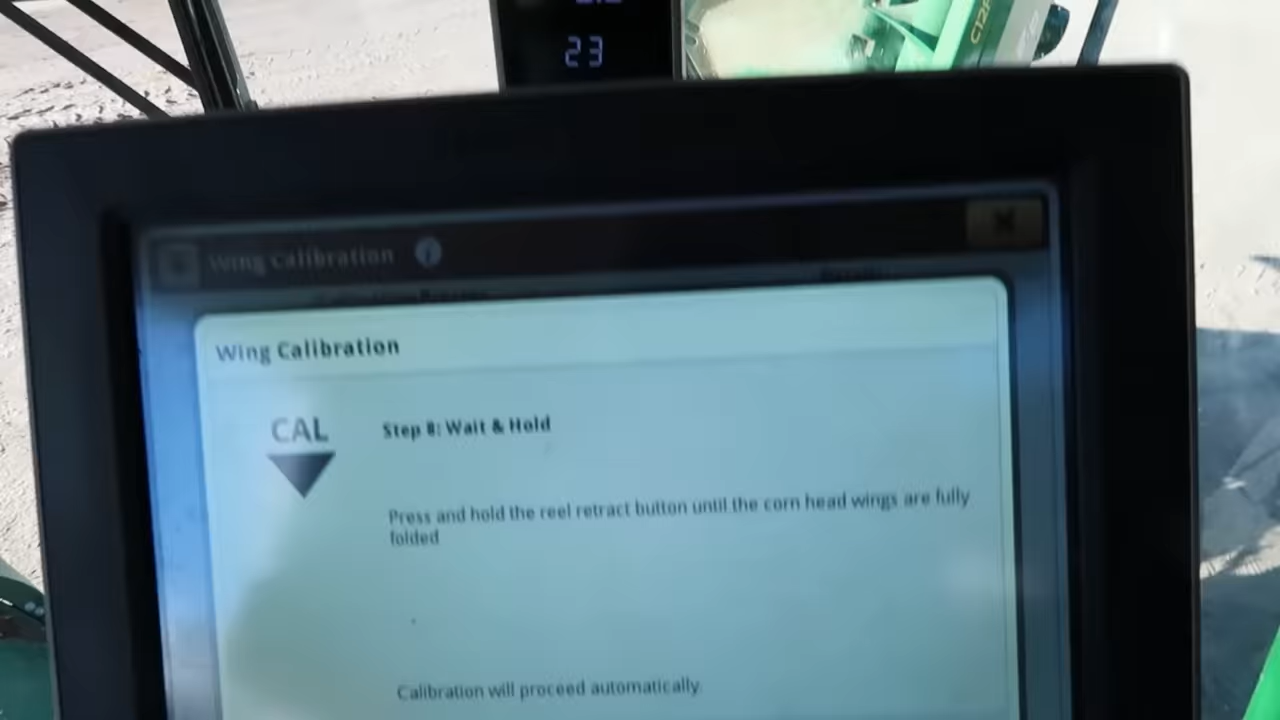 23
Wing Calibration
Wing Calibration
CAL
Step 8: Wait & Hold
Press and hold the reel retract button until the corn head wings are fully
folded
Calibration will proceed automatically.